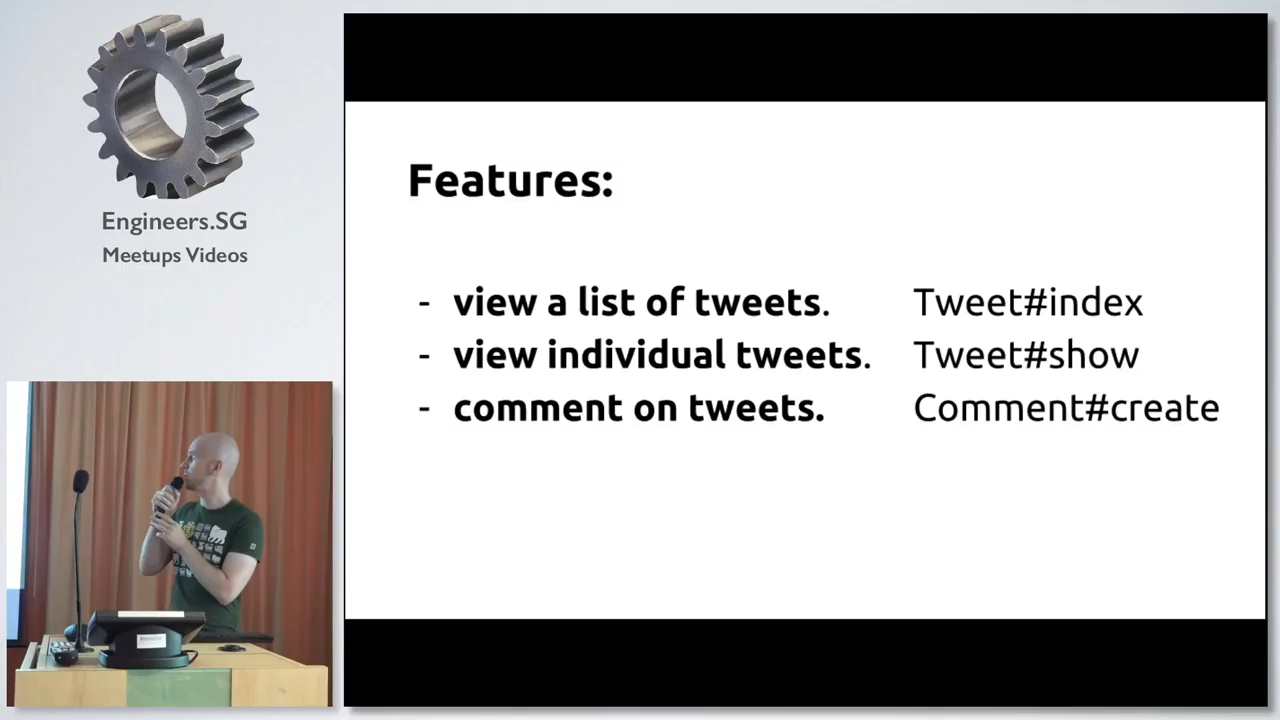 Engineers.SG
Meetups Videos
Features:
- view a list of tweets. Tweet#index
- view individual tweets. Tweet#show
- comment on tweets. Comment#create